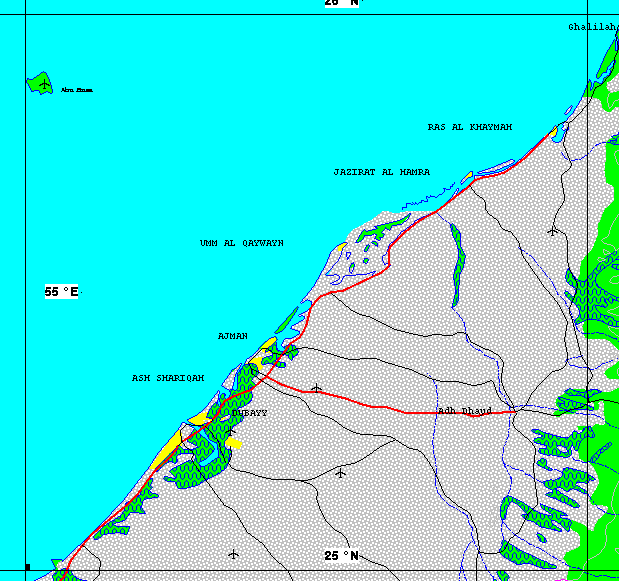 26 °N
Ghalilah
Abu Musa
RAS AL KHAYMAH
JAZIRAT AL HAMRA
UMM AL QAYWAYN
55 °E
AJMAN
ASH SHARIQAH
DUBAYY
Adh Dhaud
25 °N